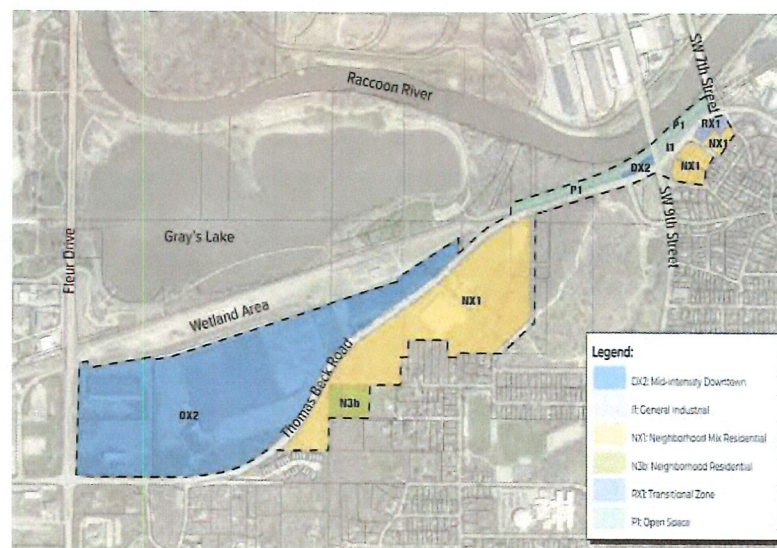 SW 7th Street
Raccoon River
P1
RX1
I1
NX1
DX2
NX1
P1
SW 9th Street
Gray's Lake
Fleur Drive
NX1
Wetland Area
Thomas Beck Road
DX2
N3b
Legend:
DX2: Mid-intensity Downtown
I1: General Industrial
NX1: Neighborhood Mix Residential
N3b: Neighborhood Residential
RX1: Transitional Zone
P1: Open Space